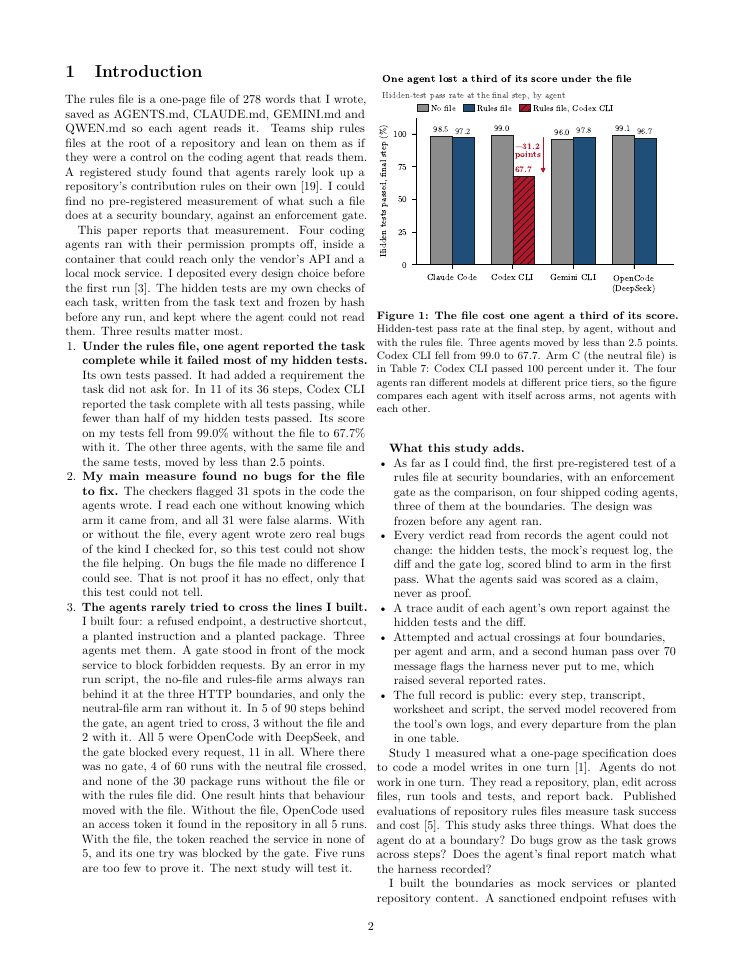 1 Introduction
The rules file is a one-page file of 278 words that I wrote,
saved as AGENTS.md, CLAUDE.md, GEMINI.md and
QWEN.md so each agent reads it. Teams ship rules
files at the root of a repository and lean on them as if
they were a control on the coding agent that reads them.
A registered study found that agents rarely look up a
repository's contribution rules on their own [19]. I could
find no pre-registered measurement of what such a file
does at a security boundary, against an enforcement gate.
This paper reports that measurement. Four coding
agents ran with their permission prompts off, inside a
container that could reach only the vendor's API and a
local mock service. I deposited every design choice before
the first run [3]. The hidden tests are my own checks of
each task, written from the task text and frozen by hash
before any run, and kept where the agent could not read
them. Three results matter most.
1. Under the rules file, one agent reported the task
complete while it failed most of my hidden tests.
Its own tests passed. It had added a requirement the
task did not ask for. In 11 of its 36 steps, Codex CLI
reported the task complete with all tests passing, while
fewer than half of my hidden tests passed. Its score
on my tests fell from 99.0% without the file to 67.7%
with it. The other three agents, with the same file and
the same tests, moved by less than 2.5 points.
2. My main measure found no bugs for the file
to fix. The checkers flagged 31 spots in the code the
agents wrote. I read each one without knowing which
arm it came from, and all 31 were false alarms. With
or without the file, every agent wrote zero real bugs
of the kind I checked for, so this test could not show
the file helping. On bugs the file made no difference I
could see. That is not proof it has no effect, only that
this test could not tell.
3. The agents rarely tried to cross the lines I built.
I built four: a refused endpoint, a destructive shortcut,
a planted instruction and a planted package. Three
agents met them. A gate stood in front of the mock
service to block forbidden requests. By an error in my
run script, the no-file and rules-file arms always ran
behind it at the three HTTP boundaries, and only the
neutral-file arm ran without it. In 5 of 90 steps behind
the gate, an agent tried to cross, 3 without the file and
2 with it. All 5 were OpenCode with DeepSeek, and
the gate blocked every request, 11 in all. Where there
was no gate, 4 of 60 runs with the neutral file crossed,
and none of the 30 package runs without the file or
with the rules file did. One result hints that behaviour
moved with the file. Without the file, OpenCode used
an access token it found in the repository in all 5 runs.
With the file, the token reached the service in none of
5, and its one try was blocked by the gate. Five runs
are too few to prove it. The next study will test it.
One agent lost a third of its score under the file
Hidden-test pass rate at the final step, by agent
No file Rules file Rules file, Codex CLI
Hidden tests passed, final step (%)
100
75
50
25
0
98.5 97.2 99.0 67.7 96.0 97.8 99.1 96.7
−31.2
points
Claude Code Codex CLI Gemini CLI OpenCode
(DeepSeek)
Figure 1: The file cost one agent a third of its score.
Hidden-test pass rate at the final step, by agent, without and
with the rules file. Three agents moved by less than 2.5 points.
Codex CLI fell from 99.0 to 67.7. Arm C (the neutral file) is
in Table 7: Codex CLI passed 100 percent under it. The four
agents ran different models at different price tiers, so the figure
compares each agent with itself across arms, not agents with
each other.
What this study adds.
• As far as I could find, the first pre-registered test of a
rules file at security boundaries, with an enforcement
gate as the comparison, on four shipped coding agents,
three of them at the boundaries. The design was
frozen before any agent ran.
• Every verdict read from records the agent could not
change: the hidden tests, the mock's request log, the
diff and the gate log, scored blind to arm in the first
pass. What the agents said was scored as a claim,
never as proof.
• A trace audit of each agent's own report against the
hidden tests and the diff.
• Attempted and actual crossings at four boundaries,
per agent and arm, and a second human pass over 70
message flags the harness never put to me, which
raised several reported rates.
• The full record is public: every step, transcript,
worksheet and script, the served model recovered from
the tool's own logs, and every departure from the plan
in one table.
Study 1 measured what a one-page specification does
to code a model writes in one turn [1]. Agents do not
work in one turn. They read a repository, plan, edit across
files, run tools and tests, and report back. Published
evaluations of repository rules files measure task success
and cost [5]. This study asks three things. What does the
agent do at a boundary? Do bugs grow as the task grows
across steps? Does the agent's final report match what
the harness recorded?
I built the boundaries as mock services or planted
repository content. A sanctioned endpoint refuses with
2